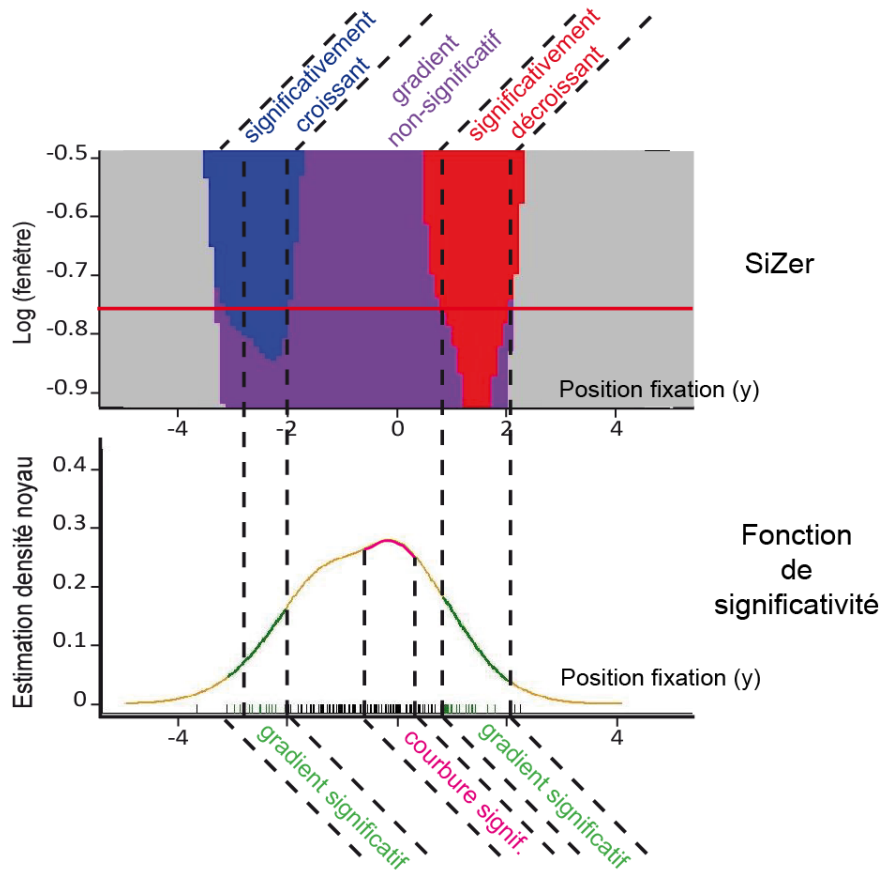 significativement
croissant
gradient
non-significatif
significativement
décroissant
-0.5
-0.6
-0.7
-0.8
-0.9
Log (fenêtre)
SiZer
Position fixation (y)
-4
-2
0
2
4
0.4
0.3
0.2
0.1
0
Estimation densité noyau
Fonction
de
significativité
Position fixation (y)
-4
-2
0
4
gradient significatif
courbure signif.
gradient significatif